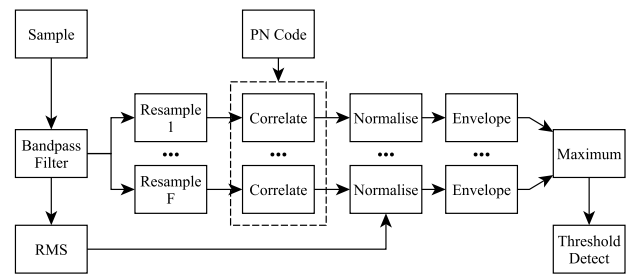 Sample
PN Code
Resample
1
Correlate
Normalise
Envelope
Bandpass
Filter
...
...
...
...
Maximum
Resample
F
Correlate
Normalise
Envelope
RMS
Threshold
Detect